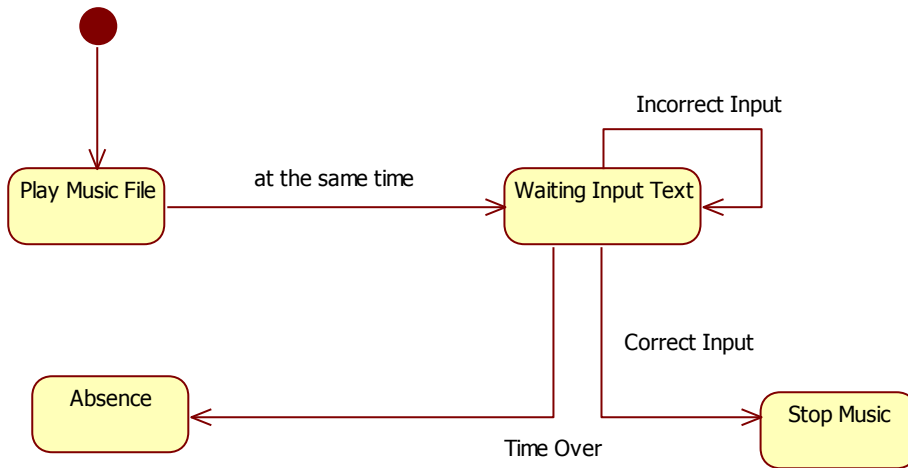 Incorrect Input
at the same time
Play Music File
Waiting Input Text
Correct Input
Absence
Stop Music
Time Over